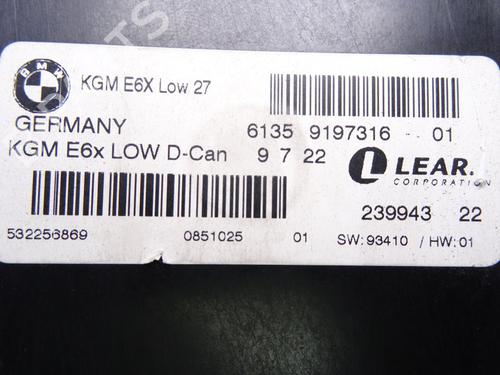 BMW
KGM E6X Low 27
GERMANY 6135 9197316 01
KGM E6x LOW D-Can 9 7 22
LEAR.
CORPORATION
239943 22
532256869 0851025 01 SW:93410 / HW:01